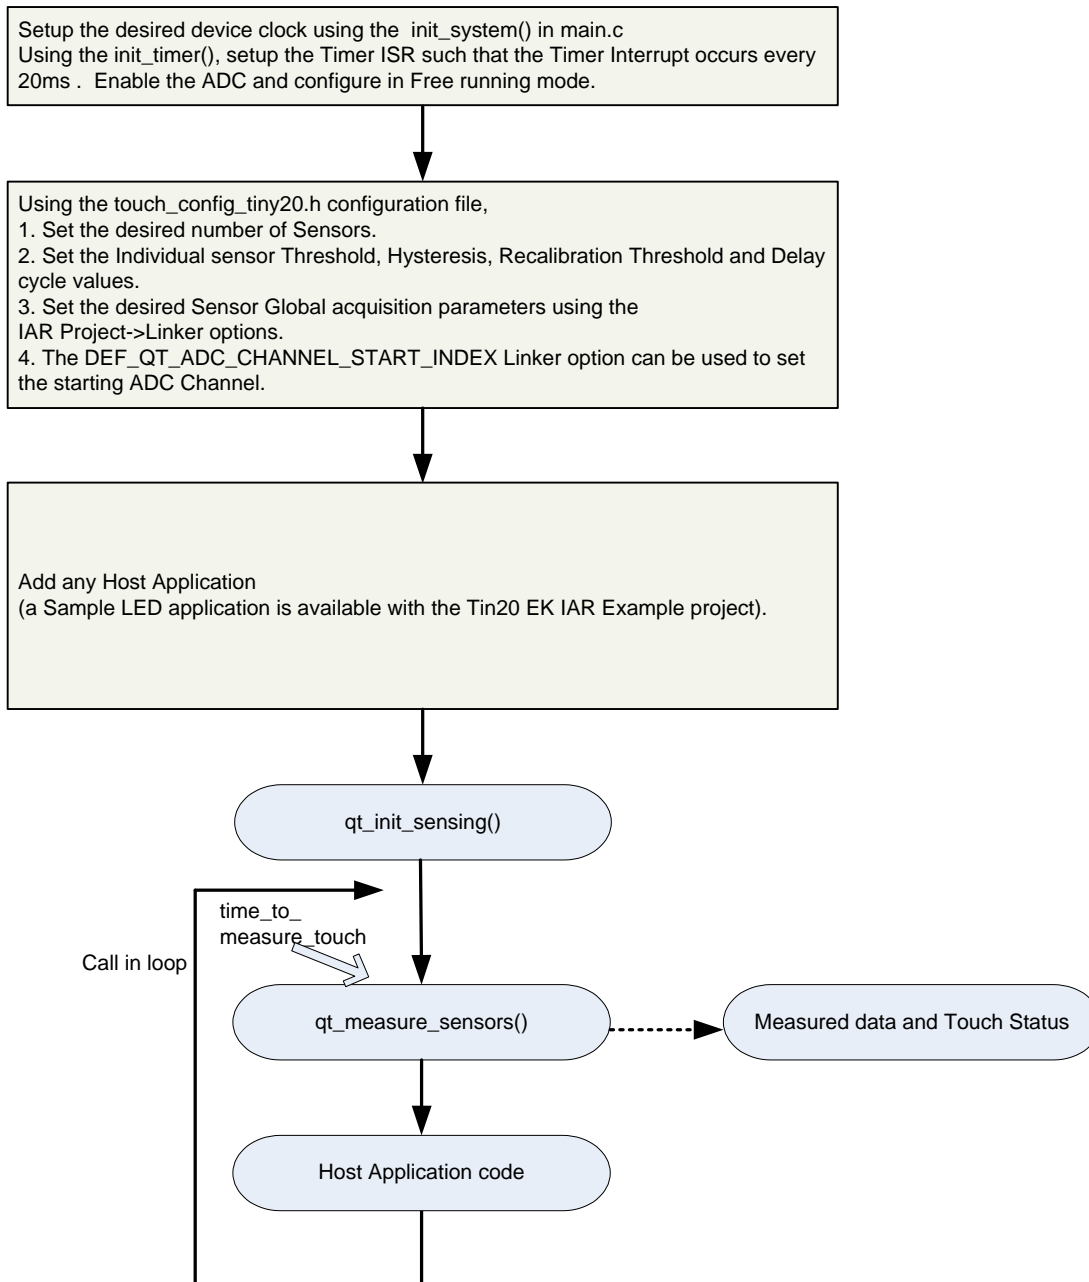 Setup the desired device clock using the  init_system() in main.c
Using the init_timer(), setup the Timer ISR such that the Timer Interrupt occurs every
20ms .  Enable the ADC and configure in Free running mode.
Using the touch_config_tiny20.h configuration file,
1. Set the desired number of Sensors.
2. Set the Individual sensor Threshold, Hysteresis, Recalibration Threshold and Delay
cycle values.
3. Set the desired Sensor Global acquisition parameters using the
IAR Project->Linker options.
4. The DEF_QT_ADC_CHANNEL_START_INDEX Linker option can be used to set
the starting ADC Channel.
Add any Host Application
(a Sample LED application is available with the Tin20 EK IAR Example project).
qt_init_sensing()
time_to_
measure_touch
Call in loop
qt_measure_sensors()
Measured data and Touch Status
Host Application code